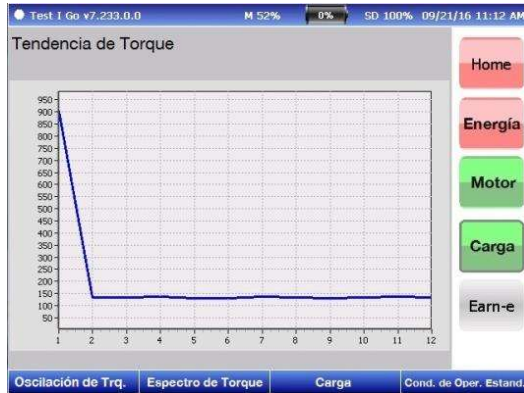 Test I Go v7.233.0.0 M 52% 0% SD 100% 09/21/16 11:12 AM
Tendencia de Torque
Home
Energía
Motor
Carga
Earn-e
950
900
850
800
750
700
650
600
550
500
450
400
350
300
250
200
150
100
50
1 2 3 4 5 6 7 8 9 10 11 12
Oscilación de Trq. Espectro de Torque Carga Cond. de Oper. Estand.